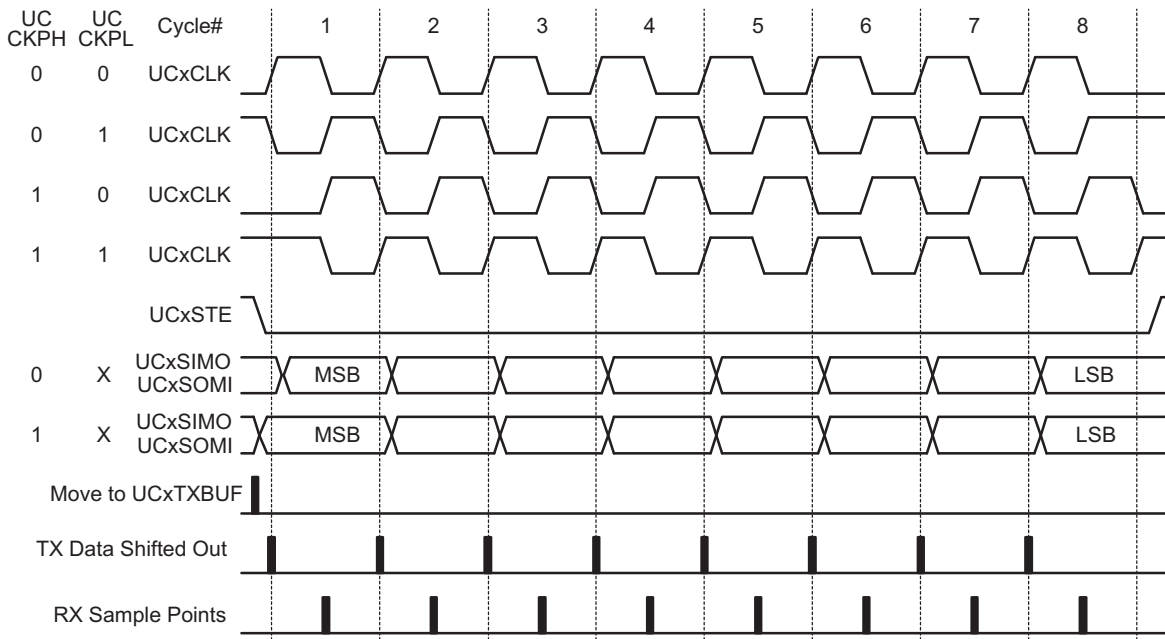 UC CKPH UC CKPL Cycle# 1 2 3 4 5 6 7 8
0 0 UCxCLK
0 1 UCxCLK
1 0 UCxCLK
1 1 UCxCLK
UCxSTE
0 X UCxSIMO UCxSOMI MSB LSB
1 X UCxSIMO UCxSOMI MSB LSB
Move to UCxTXBUF
TX Data Shifted Out
RX Sample Points